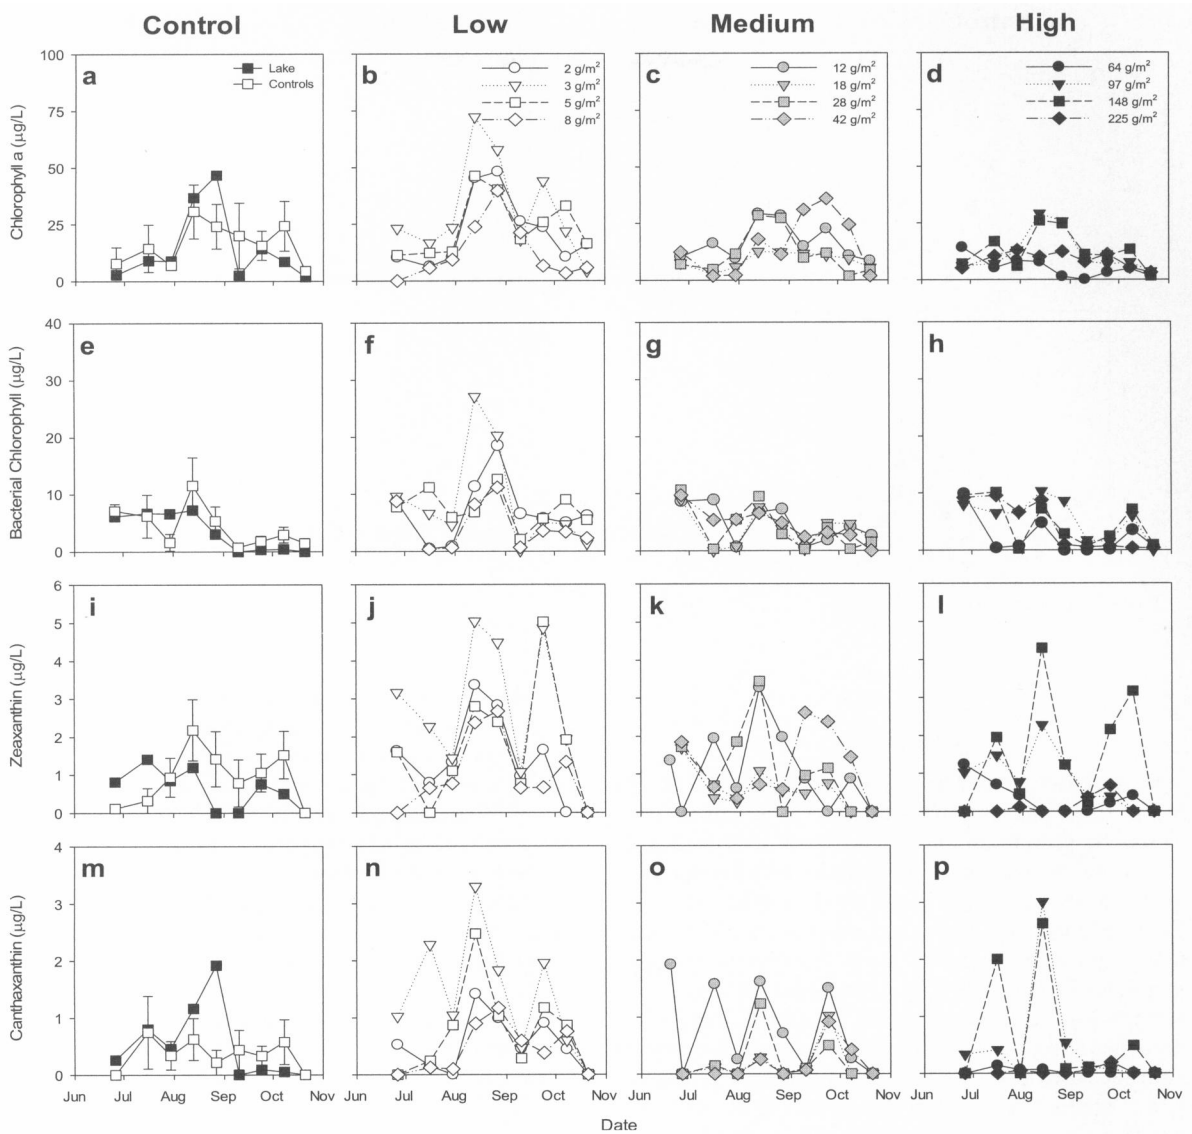 Control Low Medium High
Chlorophyll a (μg/L)
100
75
50
25
0
a
Lake
Controls
b
2 g/m²
3 g/m²
5 g/m²
8 g/m²
c
12 g/m²
18 g/m²
28 g/m²
42 g/m²
d
64 g/m²
97 g/m²
148 g/m²
225 g/m²
Bacterial Chlorophyll (μg/L)
40
30
20
10
0
e f g h
Zeaxanthin (μg/L)
6
5
4
3
2
1
0
i j k l
Canthaxanthin (μg/L)
4
3
2
1
0
m n o p
Jun Jul Aug Sep Oct Nov Jun Jul Aug Sep Oct Nov Jun Jul Aug Sep Oct Nov Jun Jul Aug Sep Oct Nov
Date